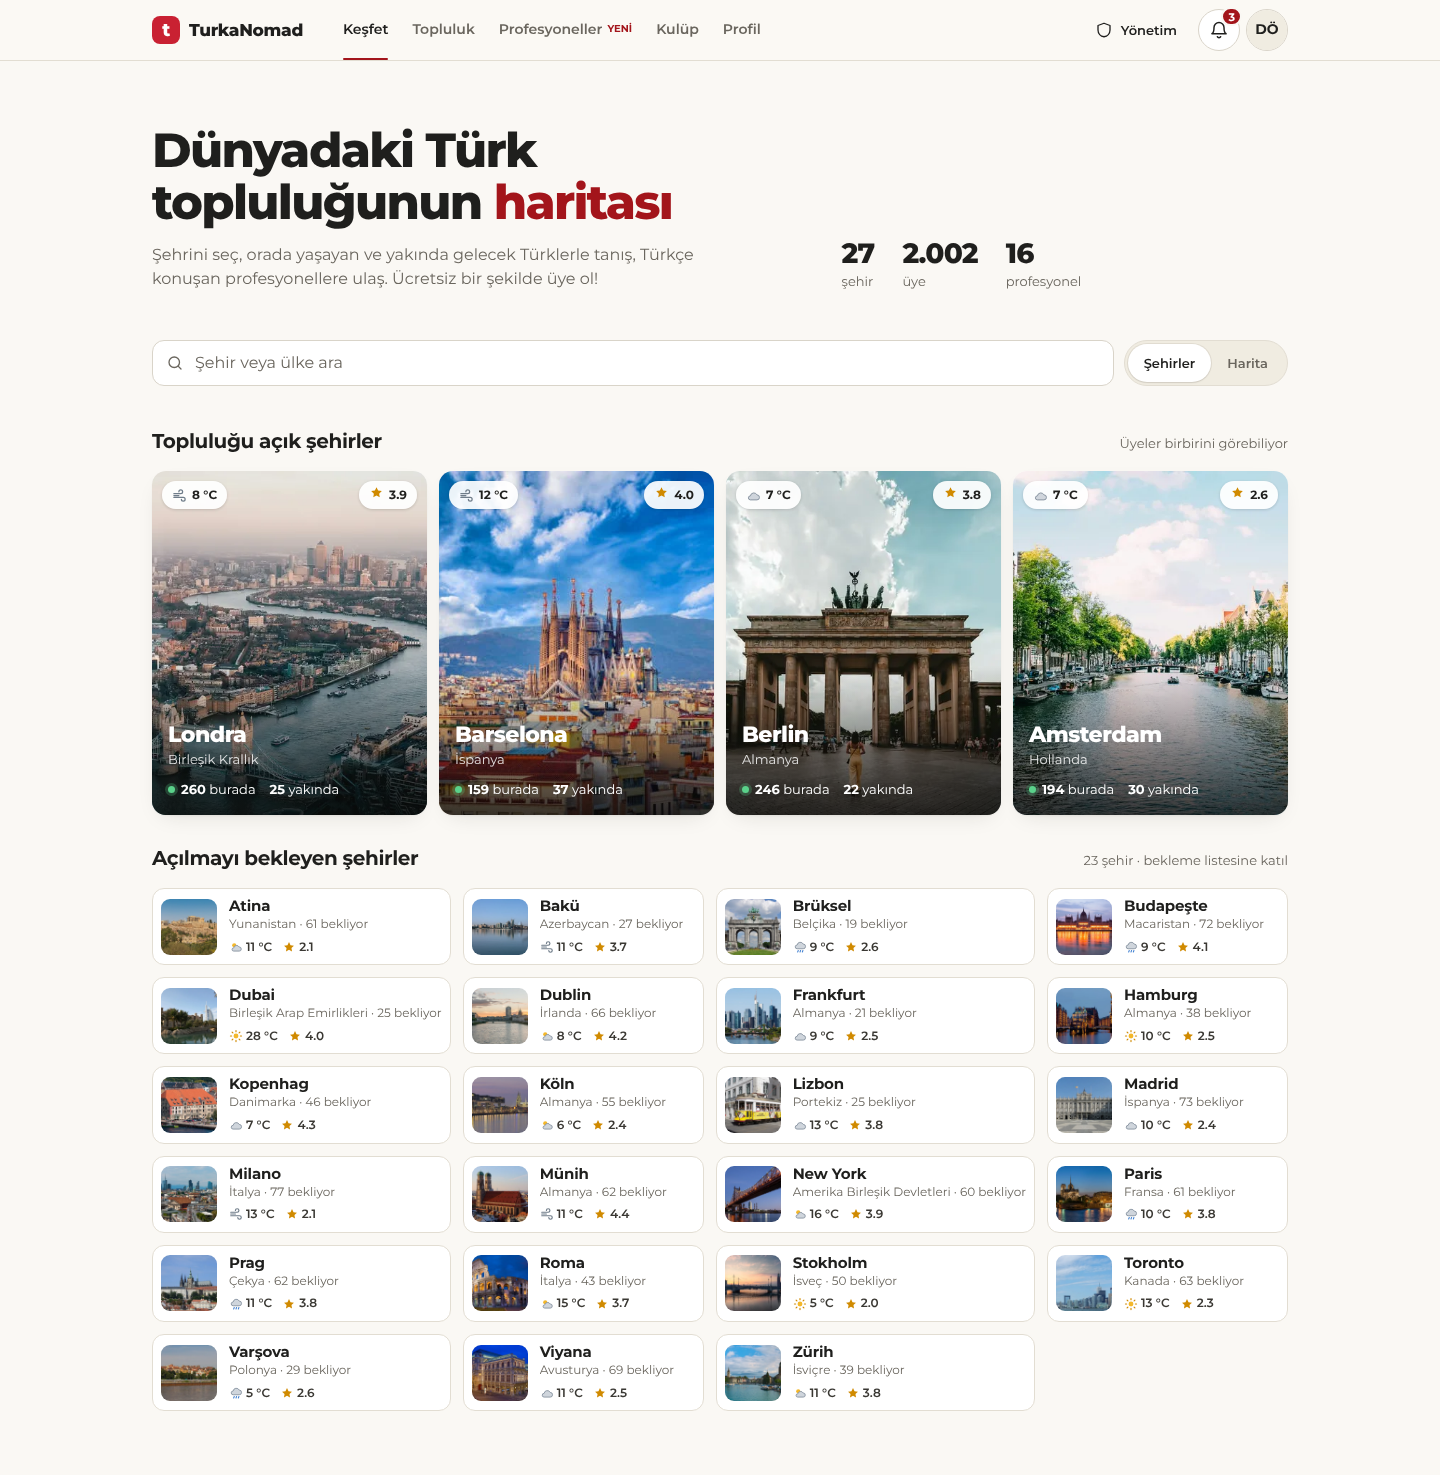 t TurkaNomad Keşfet Topluluk Profesyoneller YENİ Kulüp Profil Yönetim 3 DÖ
Dünyadaki Türk
topluluğunun haritası
Şehrini seç, orada yaşayan ve yakında gelecek Türklerle tanış, Türkçe
konuşan profesyonellere ulaş. Ücretsiz bir şekilde üye ol!
27 2.002 16
şehir üye profesyonel
Şehir veya ülke ara Şehirler Harita
Topluluğu açık şehirler Üyeler birbirini görebiliyor
8 °C 3.9
Londra
Birleşik Krallık
260 burada 25 yakında
12 °C 4.0
Barselona
İspanya
159 burada 37 yakında
7 °C 3.8
Berlin
Almanya
246 burada 22 yakında
7 °C 2.6
Amsterdam
Hollanda
194 burada 30 yakında
Açılmayı bekleyen şehirler 23 şehir · bekleme listesine katıl
Atina
Yunanistan · 61 bekliyor
11 °C 2.1
Bakü
Azerbaycan · 27 bekliyor
11 °C 3.7
Brüksel
Belçika · 19 bekliyor
9 °C 2.6
Budapeşte
Macaristan · 72 bekliyor
9 °C 4.1
Dubai
Birleşik Arap Emirlikleri · 25 bekliyor
28 °C 4.0
Dublin
İrlanda · 66 bekliyor
8 °C 4.2
Frankfurt
Almanya · 21 bekliyor
9 °C 2.5
Hamburg
Almanya · 38 bekliyor
10 °C 2.5
Kopenhag
Danimarka · 46 bekliyor
7 °C 4.3
Köln
Almanya · 55 bekliyor
6 °C 2.4
Lizbon
Portekiz · 25 bekliyor
13 °C 3.8
Madrid
İspanya · 73 bekliyor
10 °C 2.4
Milano
İtalya · 77 bekliyor
13 °C 2.1
Münih
Almanya · 62 bekliyor
11 °C 4.4
New York
Amerika Birleşik Devletleri · 60 bekliyor
16 °C 3.9
Paris
Fransa · 61 bekliyor
10 °C 3.8
Prag
Çekya · 62 bekliyor
11 °C 3.8
Roma
İtalya · 43 bekliyor
15 °C 3.7
Stokholm
İsveç · 50 bekliyor
5 °C 2.0
Toronto
Kanada · 63 bekliyor
13 °C 2.3
Varşova
Polonya · 29 bekliyor
5 °C 2.6
Viyana
Avusturya · 69 bekliyor
11 °C 2.5
Zürih
İsviçre · 39 bekliyor
11 °C 3.8